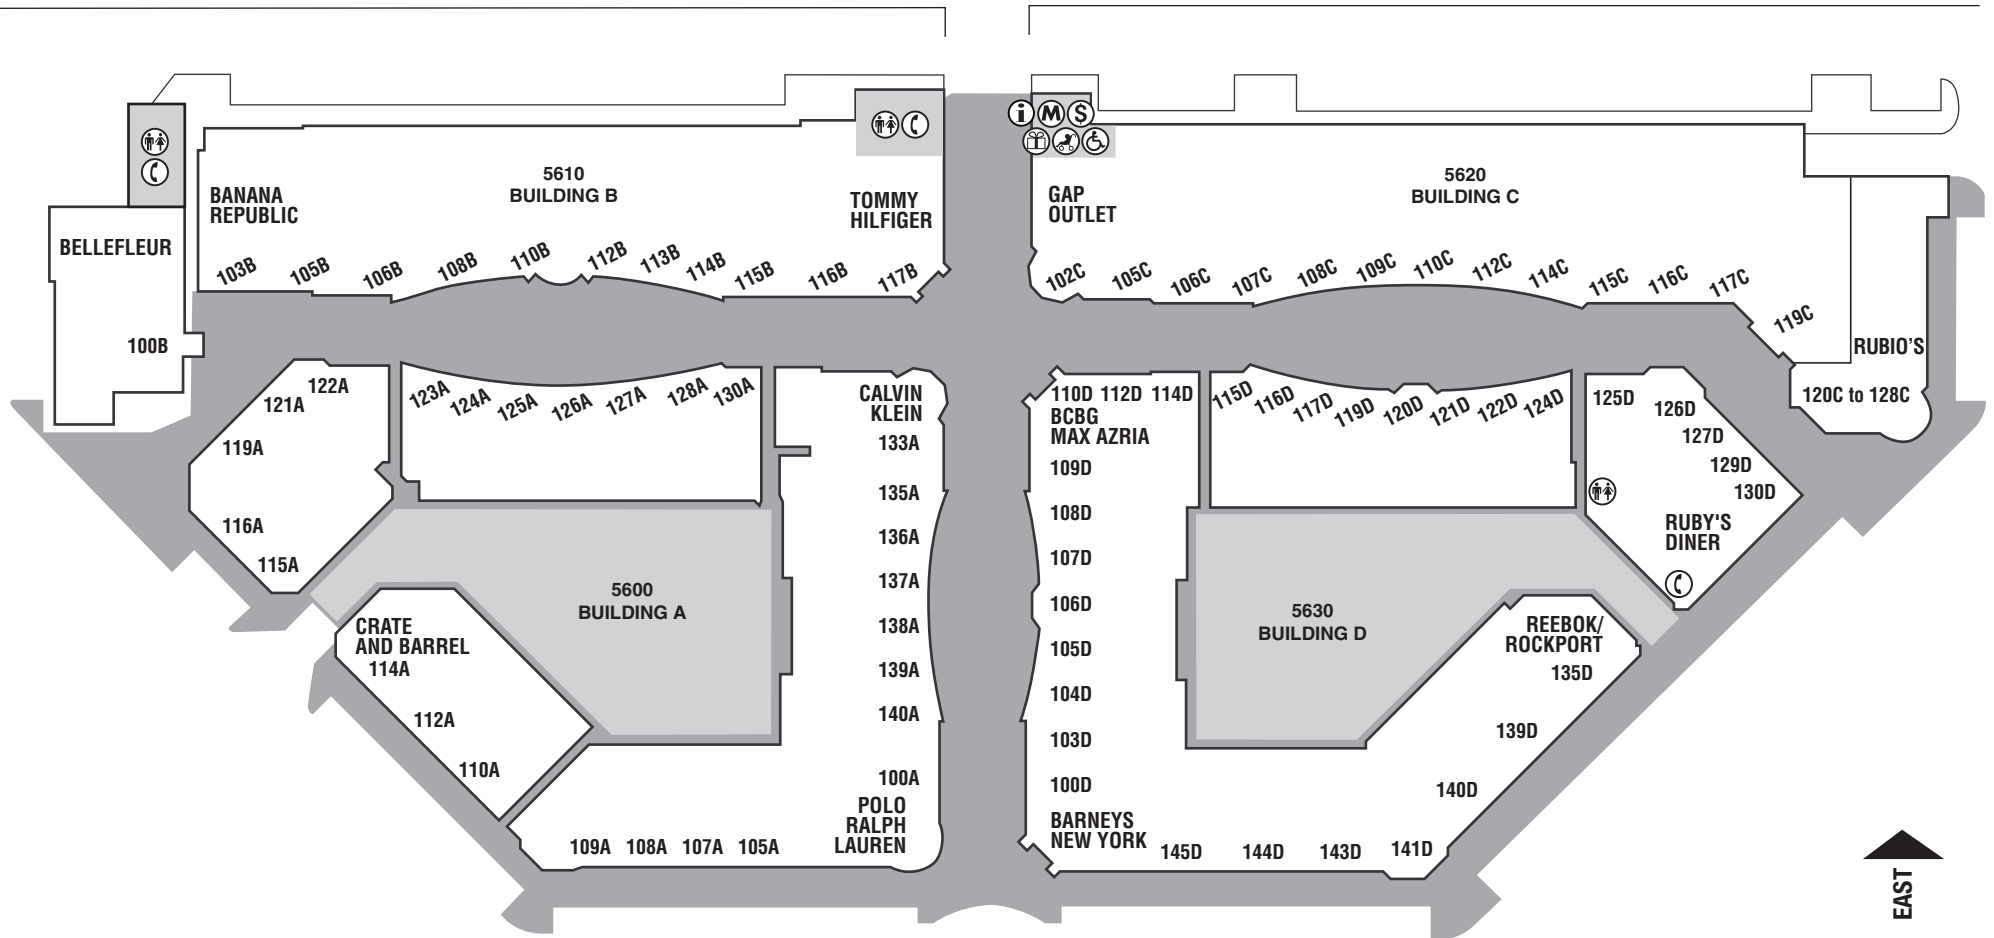 i M $
5610
BUILDING B
BANANA
REPUBLIC
TOMMY
HILFIGER
BELLEFLEUR
103B
105B
106B
108B
110B
112B
113B
114B
115B
116B
117B
100B
5620
BUILDING C
GAP
OUTLET
102C
105C
106C
107C
108C
109C
110C
112C
114C
115C
116C
117C
119C
RUBIO'S
120C to 128C
122A
121A
119A
116A
115A
123A
124A
125A
126A
127A
128A
130A
CALVIN
KLEIN
133A
135A
136A
137A
138A
139A
140A
100A
POLO
RALPH
LAUREN
5600
BUILDING A
CRATE
AND BARREL
114A
112A
110A
109A
108A
107A
105A
110D
112D
114D
BCBG
MAX AZRIA
109D
108D
107D
106D
105D
104D
103D
100D
BARNEYS
NEW YORK
115D
116D
117D
119D
120D
121D
122D
124D
125D
126D
127D
129D
130D
RUBY'S
DINER
5630
BUILDING D
REEBOK/
ROCKPORT
135D
139D
140D
141D
143D
144D
145D
EAST